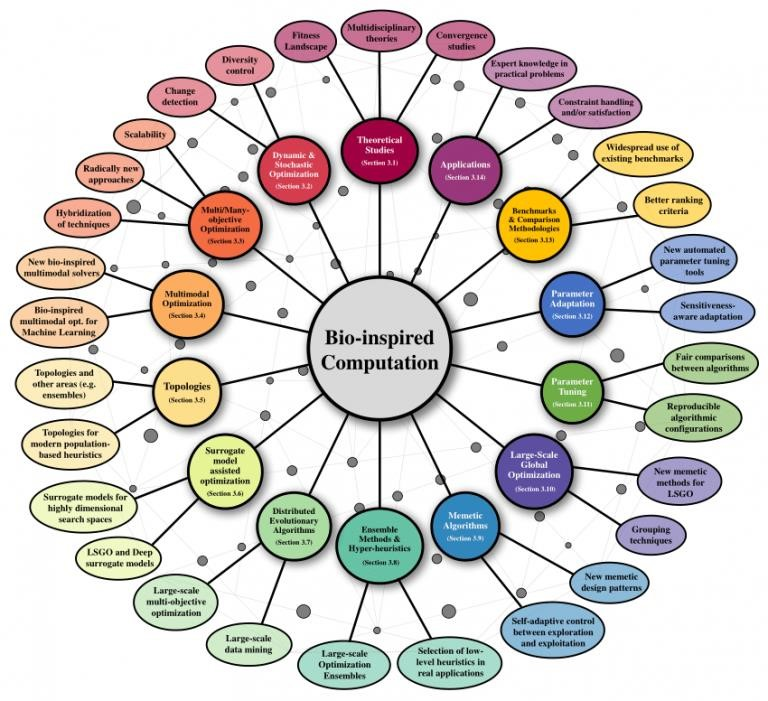 Bio-inspired
Computation
Theoretical
Studies
(Section 3.1)
Fitness
Landscape
Multidisciplinary
theories
Convergence
studies
Dynamic &
Stochastic
Optimization
(Section 3.2)
Diversity
control
Change
detection
Multi/Many-
objective
Optimization
(Section 3.3)
Scalability
Radically new
approaches
Hybridization
of techniques
Multimodal
Optimization
(Section 3.4)
New bio-inspired
multimodal solvers
Bio-inspired
multimodal opt. for
Machine Learning
Topologies
(Section 3.5)
Topologies and
other areas (e.g.
ensembles)
Topologies for
modern population-
based heuristics
Surrogate
model
assisted
optimization
(Section 3.6)
Surrogate models for
highly dimensional
search spaces
LSGO and Deep
surrogate models
Distributed
Evolutionary
Algorithms
(Section 3.7)
Large-scale
multi-objective
optimization
Large-scale
data mining
Ensemble
Methods &
Hyper-heuristics
(Section 3.8)
Large-scale
Optimization
Ensembles
Selection of low-
level heuristics in
real applications
Memetic
Algorithms
(Section 3.9)
Self-adaptive control
between exploration
and exploitation
New memetic
design patterns
Large-Scale
Global
Optimization
(Section 3.10)
Grouping
techniques
New memetic
methods for
LSGO
Parameter
Tuning
(Section 3.11)
Reproducible
algorithmic
configurations
Fair comparisons
between algorithms
Parameter
Adaptation
(Section 3.12)
Sensitiveness-
aware adaptation
New automated
parameter tuning
tools
Benchmarks
& Comparison
Methodologies
(Section 3.13)
Better ranking
criteria
Widespread use of
existing benchmarks
Applications
(Section 3.14)
Constraint handling
and/or satisfaction
Expert knowledge in
practical problems